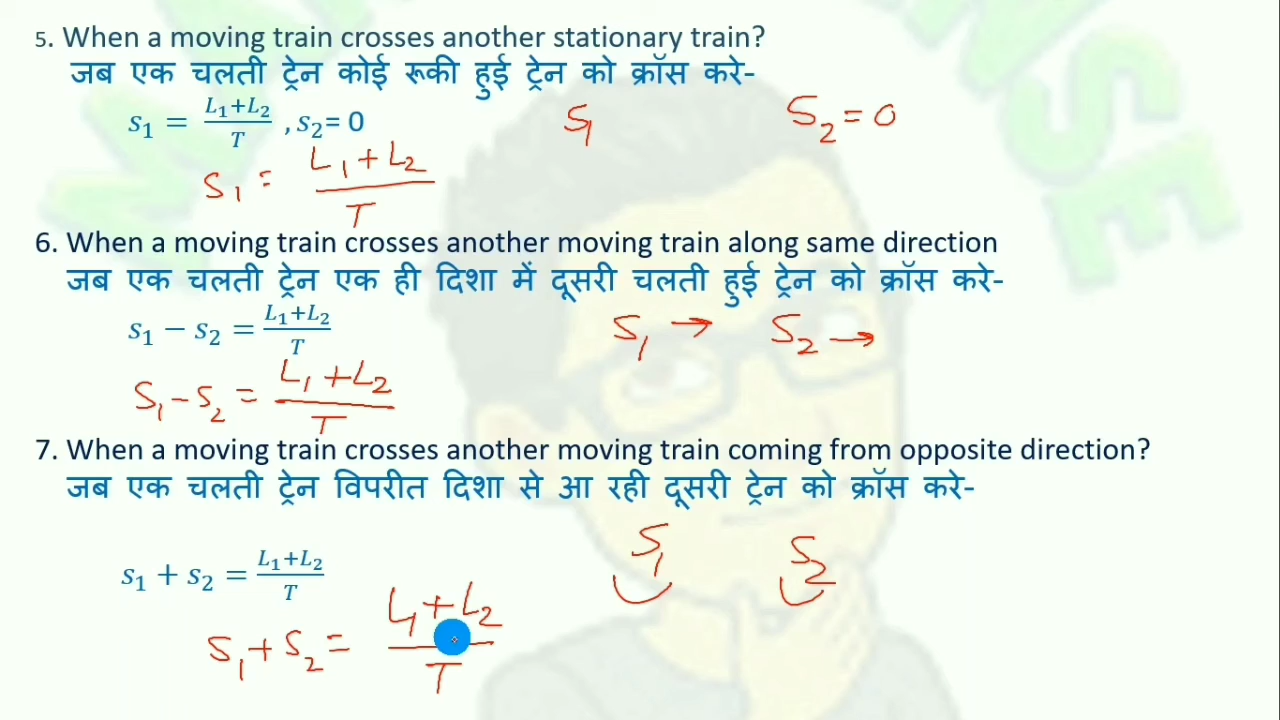 5. When a moving train crosses another stationary train?
जब एक चलती ट्रेन कोई रूकी हुई ट्रेन को क्रॉस करे-
s₁ = (L₁+L₂)/T , s₂= 0
S₁ S₂ = 0
S₁ = (L₁+L₂)/T
6. When a moving train crosses another moving train along same direction
जब एक चलती ट्रेन एक ही दिशा में दूसरी चलती हुई ट्रेन को क्रॉस करे-
s₁ − s₂ = (L₁+L₂)/T
S₁ → S₂ →
S₁ − S₂ = (L₁+L₂)/T
7. When a moving train crosses another moving train coming from opposite direction?
जब एक चलती ट्रेन विपरीत दिशा से आ रही दूसरी ट्रेन को क्रॉस करे-
S₁ S₂
s₁ + s₂ = (L₁+L₂)/T
S₁ + S₂ = (L₁+L₂)/T